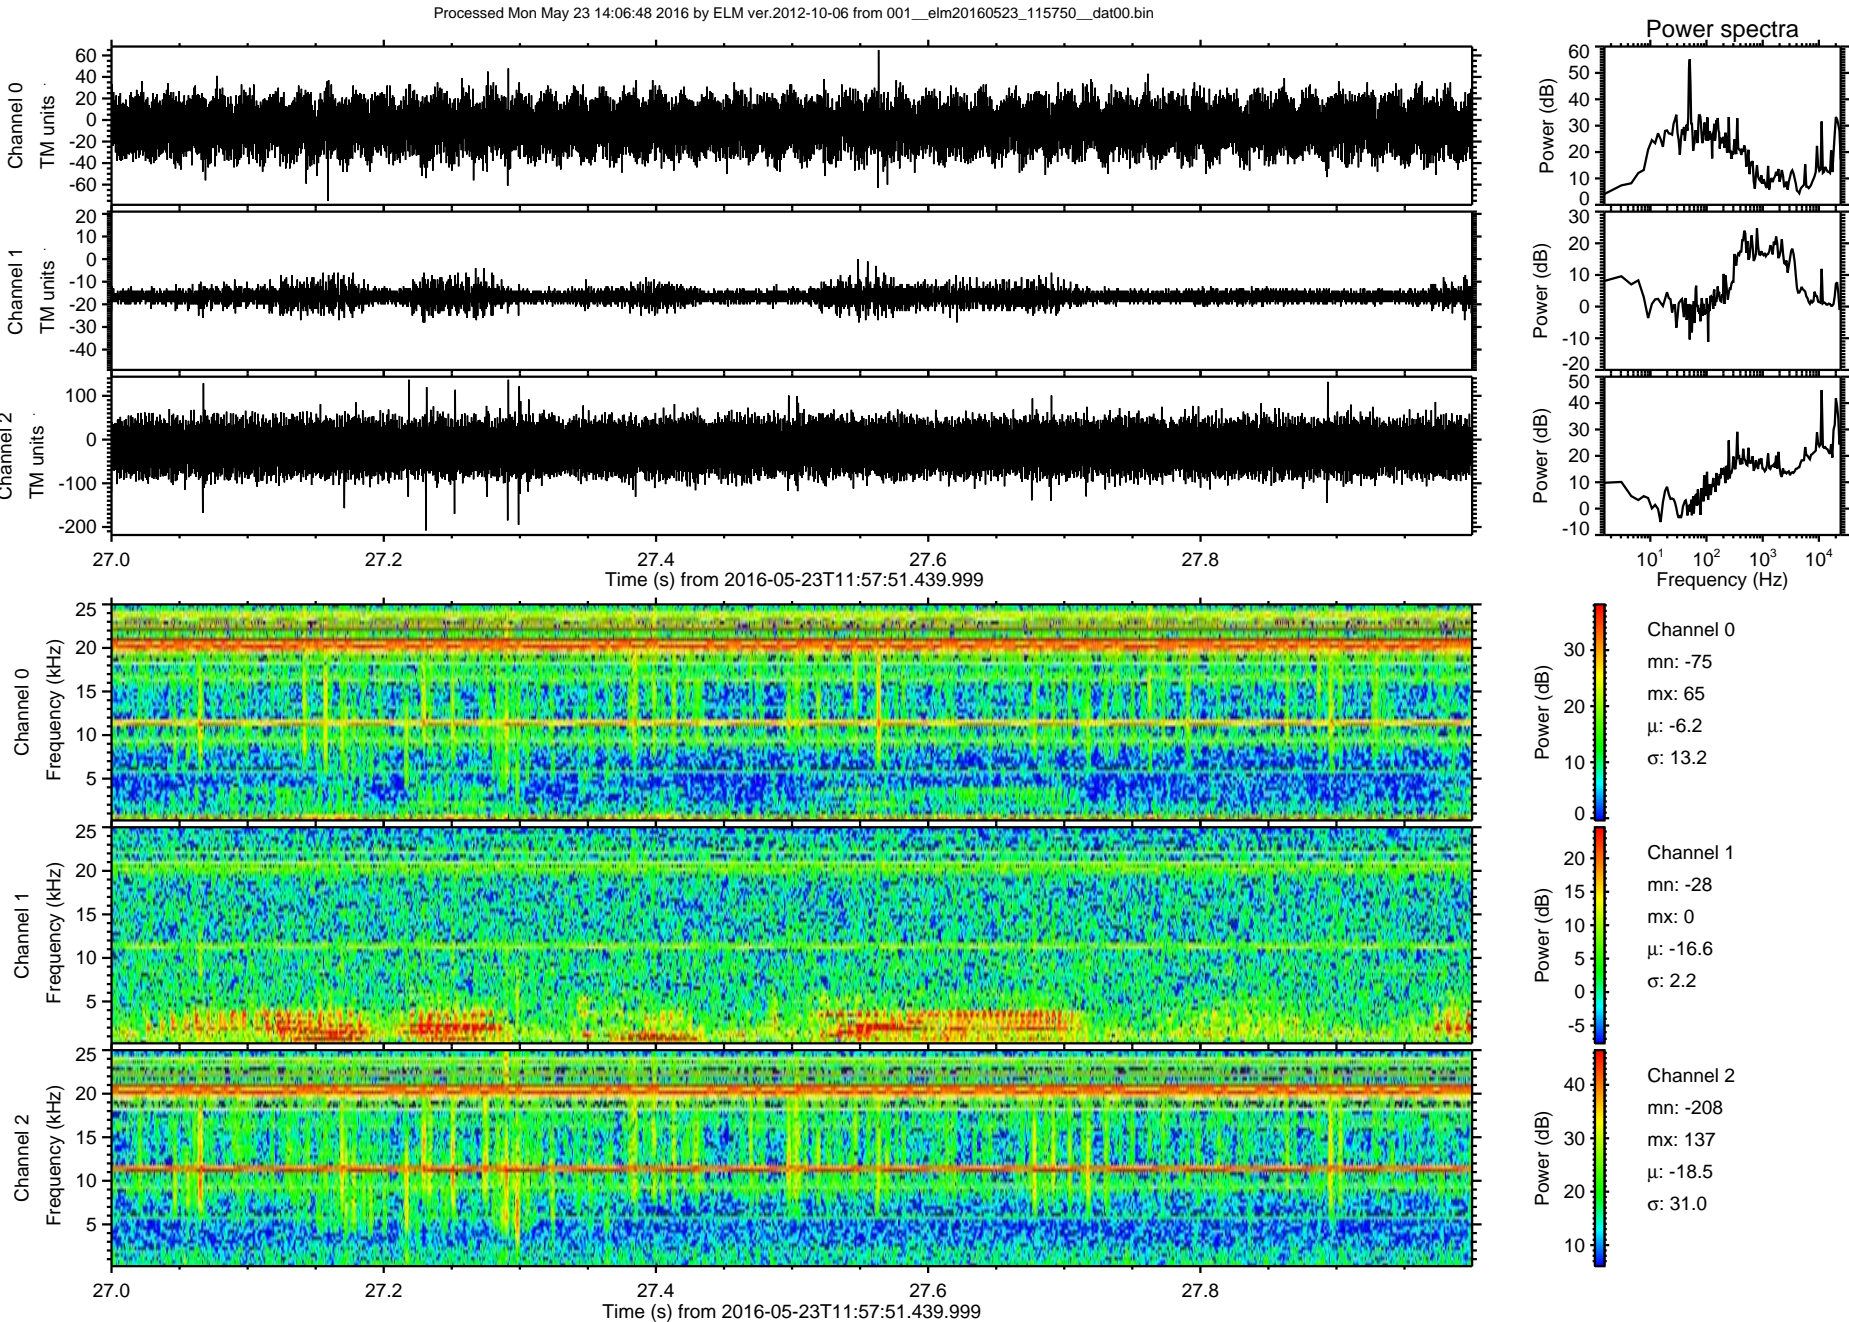 Processed Mon May 23 14:06:48 2016 by ELM ver.2012-10-06 from 001__elm20160523_115750__dat00.bin
Power spectra
Channel 0
TM units
60
40
20
0
-20
-40
-60
Power (dB)
60
50
40
30
20
10
0
Channel 1
TM units
20
10
0
-10
-20
-30
-40
Power (dB)
30
20
10
0
-10
-20
Channel 2
TM units
100
0
-100
-200
Power (dB)
50
40
30
20
10
0
-10
27.0 27.2 27.4 27.6 27.8
Time (s) from 2016-05-23T11:57:51.439.999
10^1 10^2 10^3 10^4
Frequency (Hz)
Channel 0
Frequency (kHz)
25
20
15
10
5
Power (dB)
30
20
10
0
Channel 0
mn: -75
mx: 65
μ: -6.2
σ: 13.2
Channel 1
Frequency (kHz)
25
20
15
10
5
Power (dB)
20
15
10
5
0
-5
Channel 1
mn: -28
mx: 0
μ: -16.6
σ: 2.2
Channel 2
Frequency (kHz)
25
20
15
10
5
Power (dB)
40
30
20
10
Channel 2
mn: -208
mx: 137
μ: -18.5
σ: 31.0
27.0 27.2 27.4 27.6 27.8
Time (s) from 2016-05-23T11:57:51.439.999